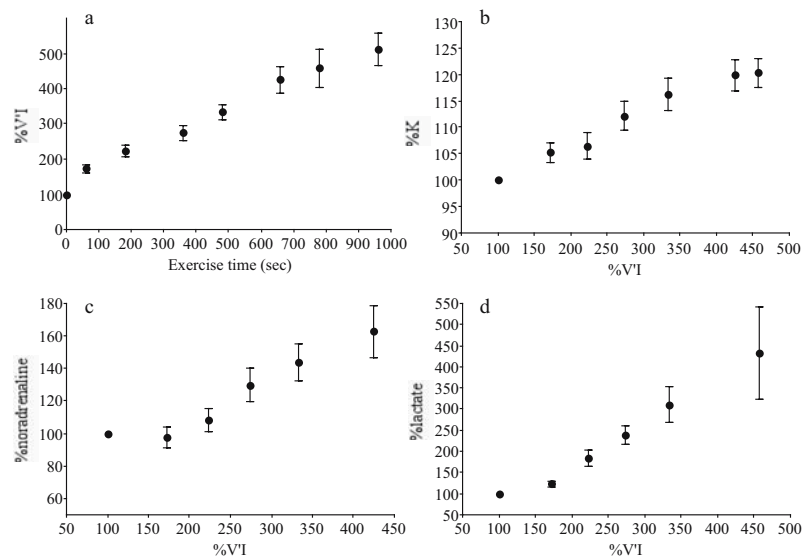 a
500
400
300
200
100
0
%V'I
0 100 200 300 400 500 600 700 800 900 1000
Exercise time (sec)
b
130
125
120
115
110
105
100
95
90
%K
50 100 150 200 250 300 350 400 450 500
%V'I
c
180
160
140
120
100
80
60
%noradrenaline
50 100 150 200 250 300 350 400 450
%V'I
d
550
500
450
400
350
300
250
200
150
100
50
%lactate
50 100 150 200 250 300 350 400 450 500
%V'I